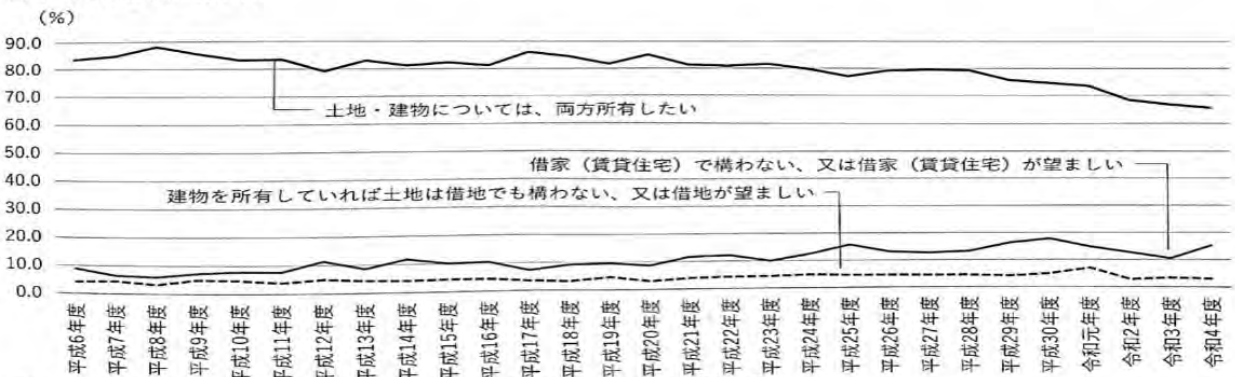 (%)
90.0
80.0
70.0
60.0
50.0
40.0
30.0
20.0
10.0
0.0
土地・建物については、両方所有したい
借家（賃貸住宅）で構わない、又は借家（賃貸住宅）が望ましい
建物を所有していれば土地は借地でも構わない、又は借地が望ましい
平成6年度
平成7年度
平成8年度
平成9年度
平成10年度
平成11年度
平成12年度
平成13年度
平成14年度
平成15年度
平成16年度
平成17年度
平成18年度
平成19年度
平成20年度
平成21年度
平成22年度
平成23年度
平成24年度
平成25年度
平成26年度
平成27年度
平成28年度
平成29年度
平成30年度
令和元年度
令和2年度
令和3年度
令和4年度